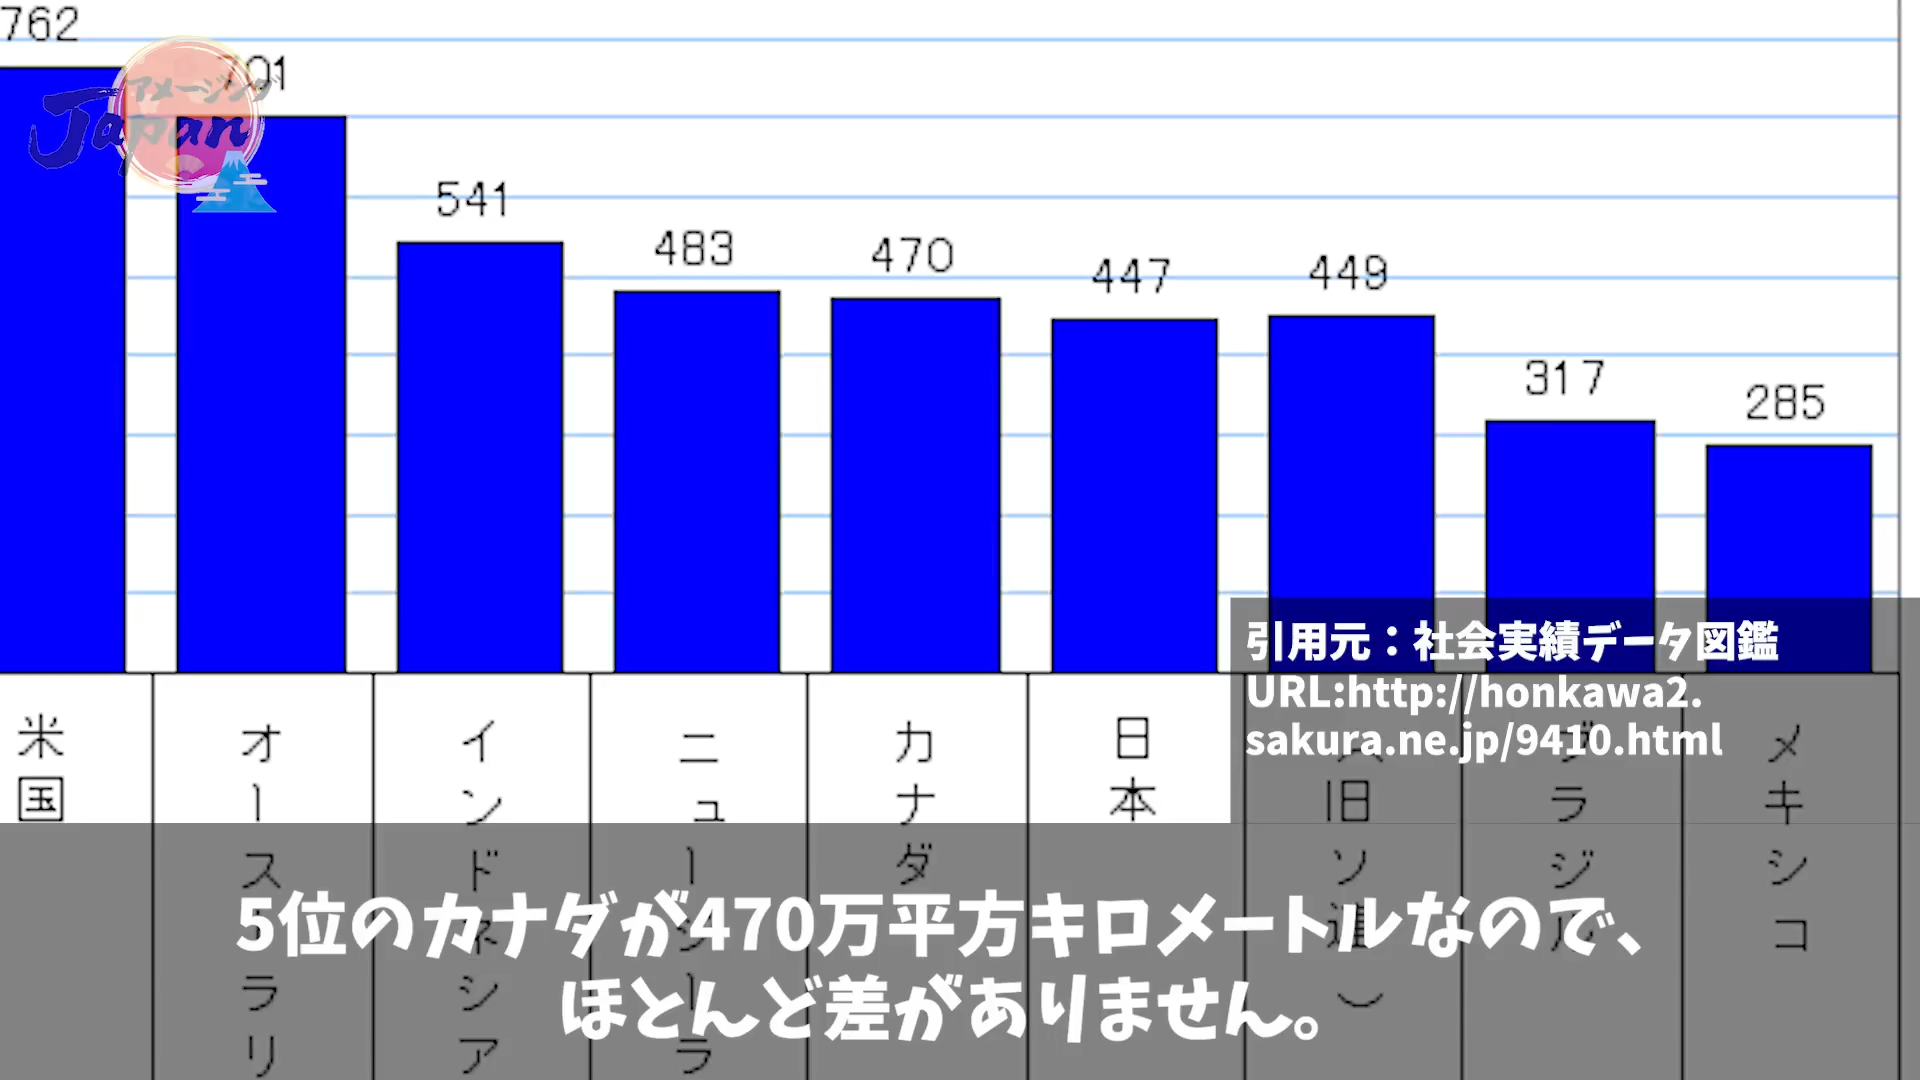 762
701
541
483
470
447
449
317
285
アメージング
Japan
米国
オーストラリ
インドネシア
ニュージーラ
カナダ
日本
（旧ソ連）
ブラジル
メキシコ
引用元：社会実績データ図鑑
URL:http://honkawa2.
sakura.ne.jp/9410.html
5位のカナダが470万平方キロメートルなので、
ほとんど差がありません。